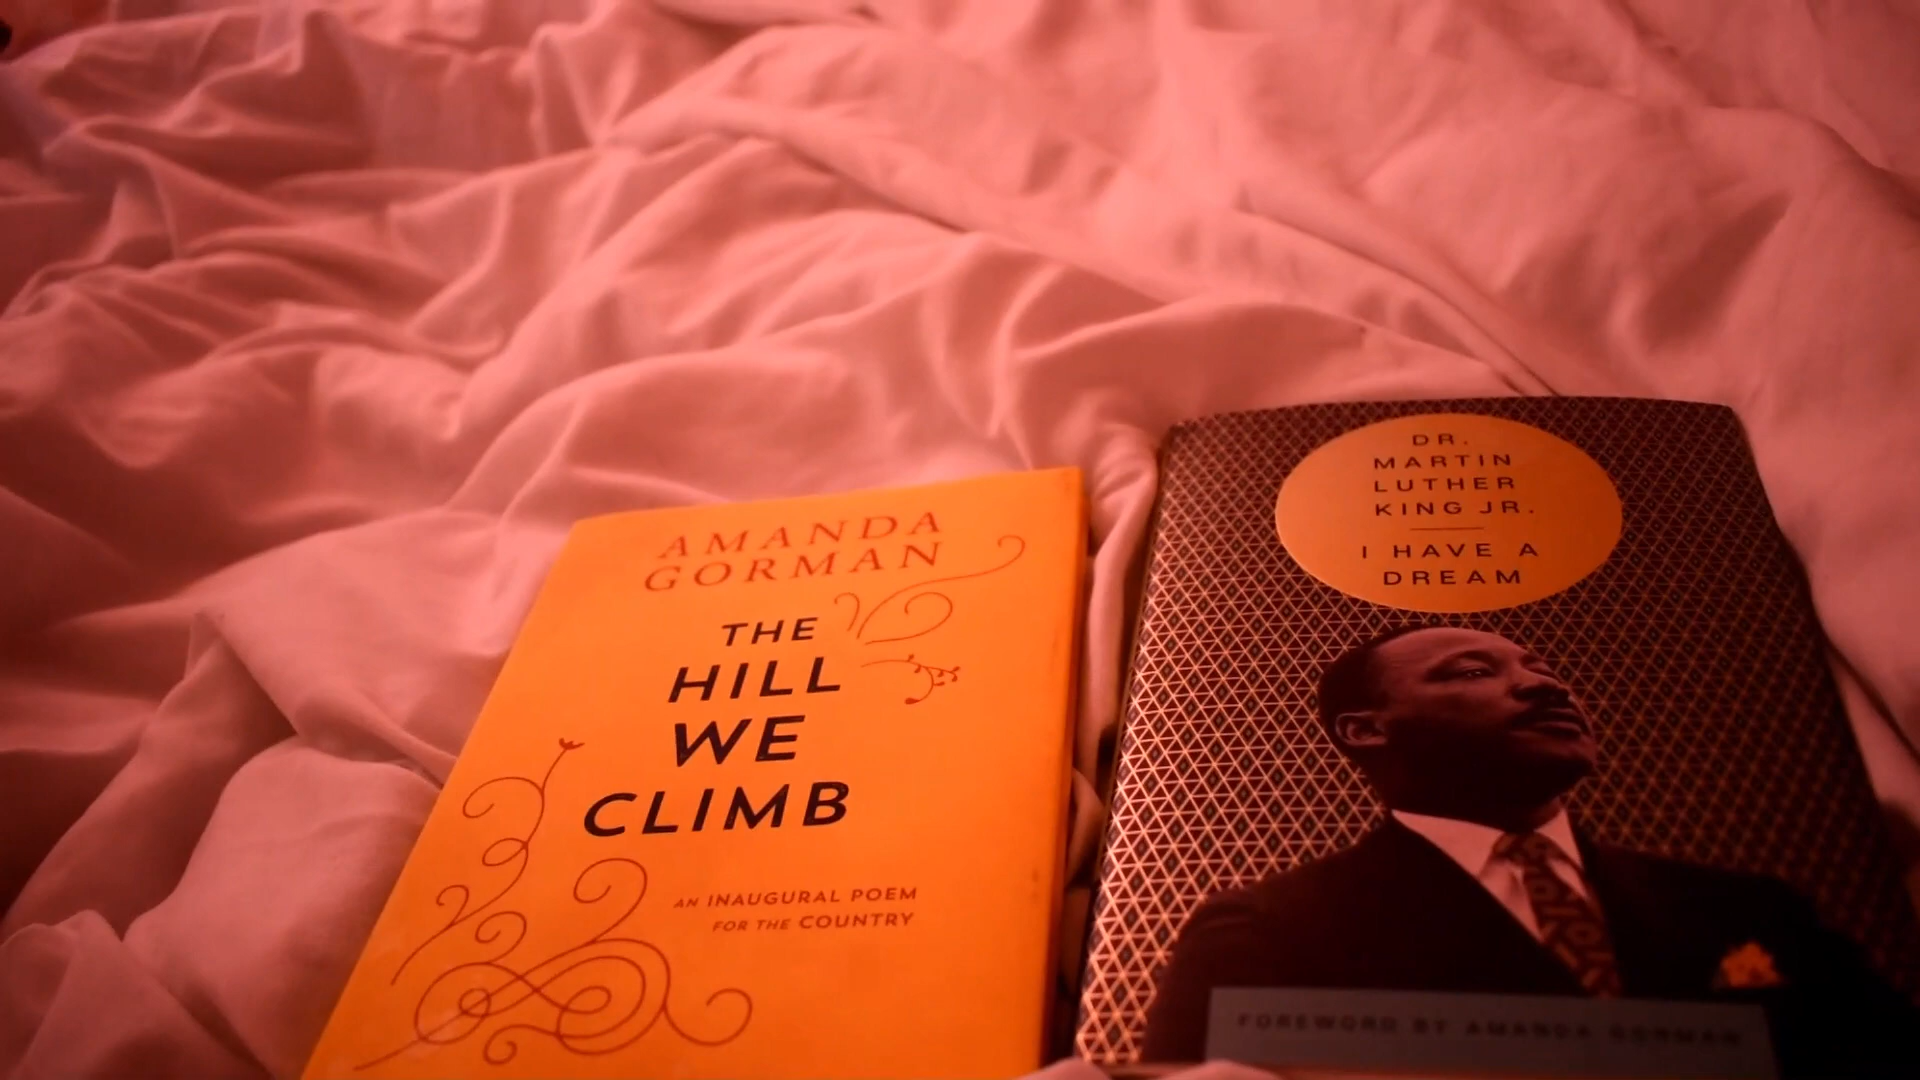 AMANDA
GORMAN
THE
HILL
WE
CLIMB
AN INAUGURAL POEM
FOR THE COUNTRY
DR.
MARTIN
LUTHER
KING JR.
I HAVE A
DREAM
FOREWORD BY AMANDA GORMAN